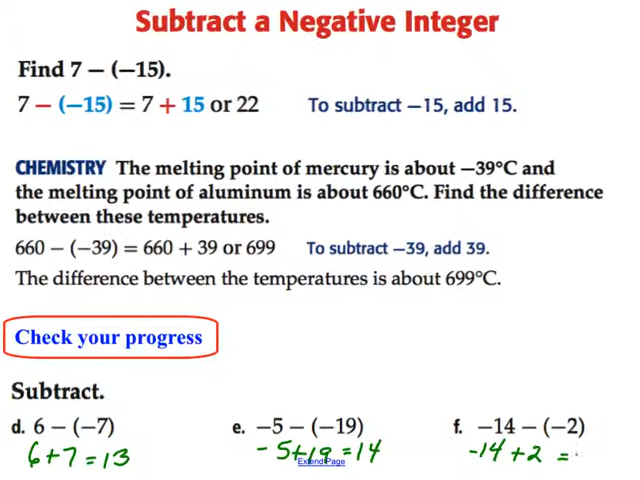 Subtract a Negative Integer
Find 7 − (−15).
7 − (−15) = 7 + 15 or 22 To subtract −15, add 15.
CHEMISTRY The melting point of mercury is about −39°C and
the melting point of aluminum is about 660°C. Find the difference
between these temperatures.
660 − (−39) = 660 + 39 or 699 To subtract −39, add 39.
The difference between the temperatures is about 699°C.
Check your progress
Subtract.
d. 6 − (−7) e. −5 − (−19) f. −14 − (−2)
6 + 7 = 13 −5 + 19 = 14 −14 + 2 =
Extend Page